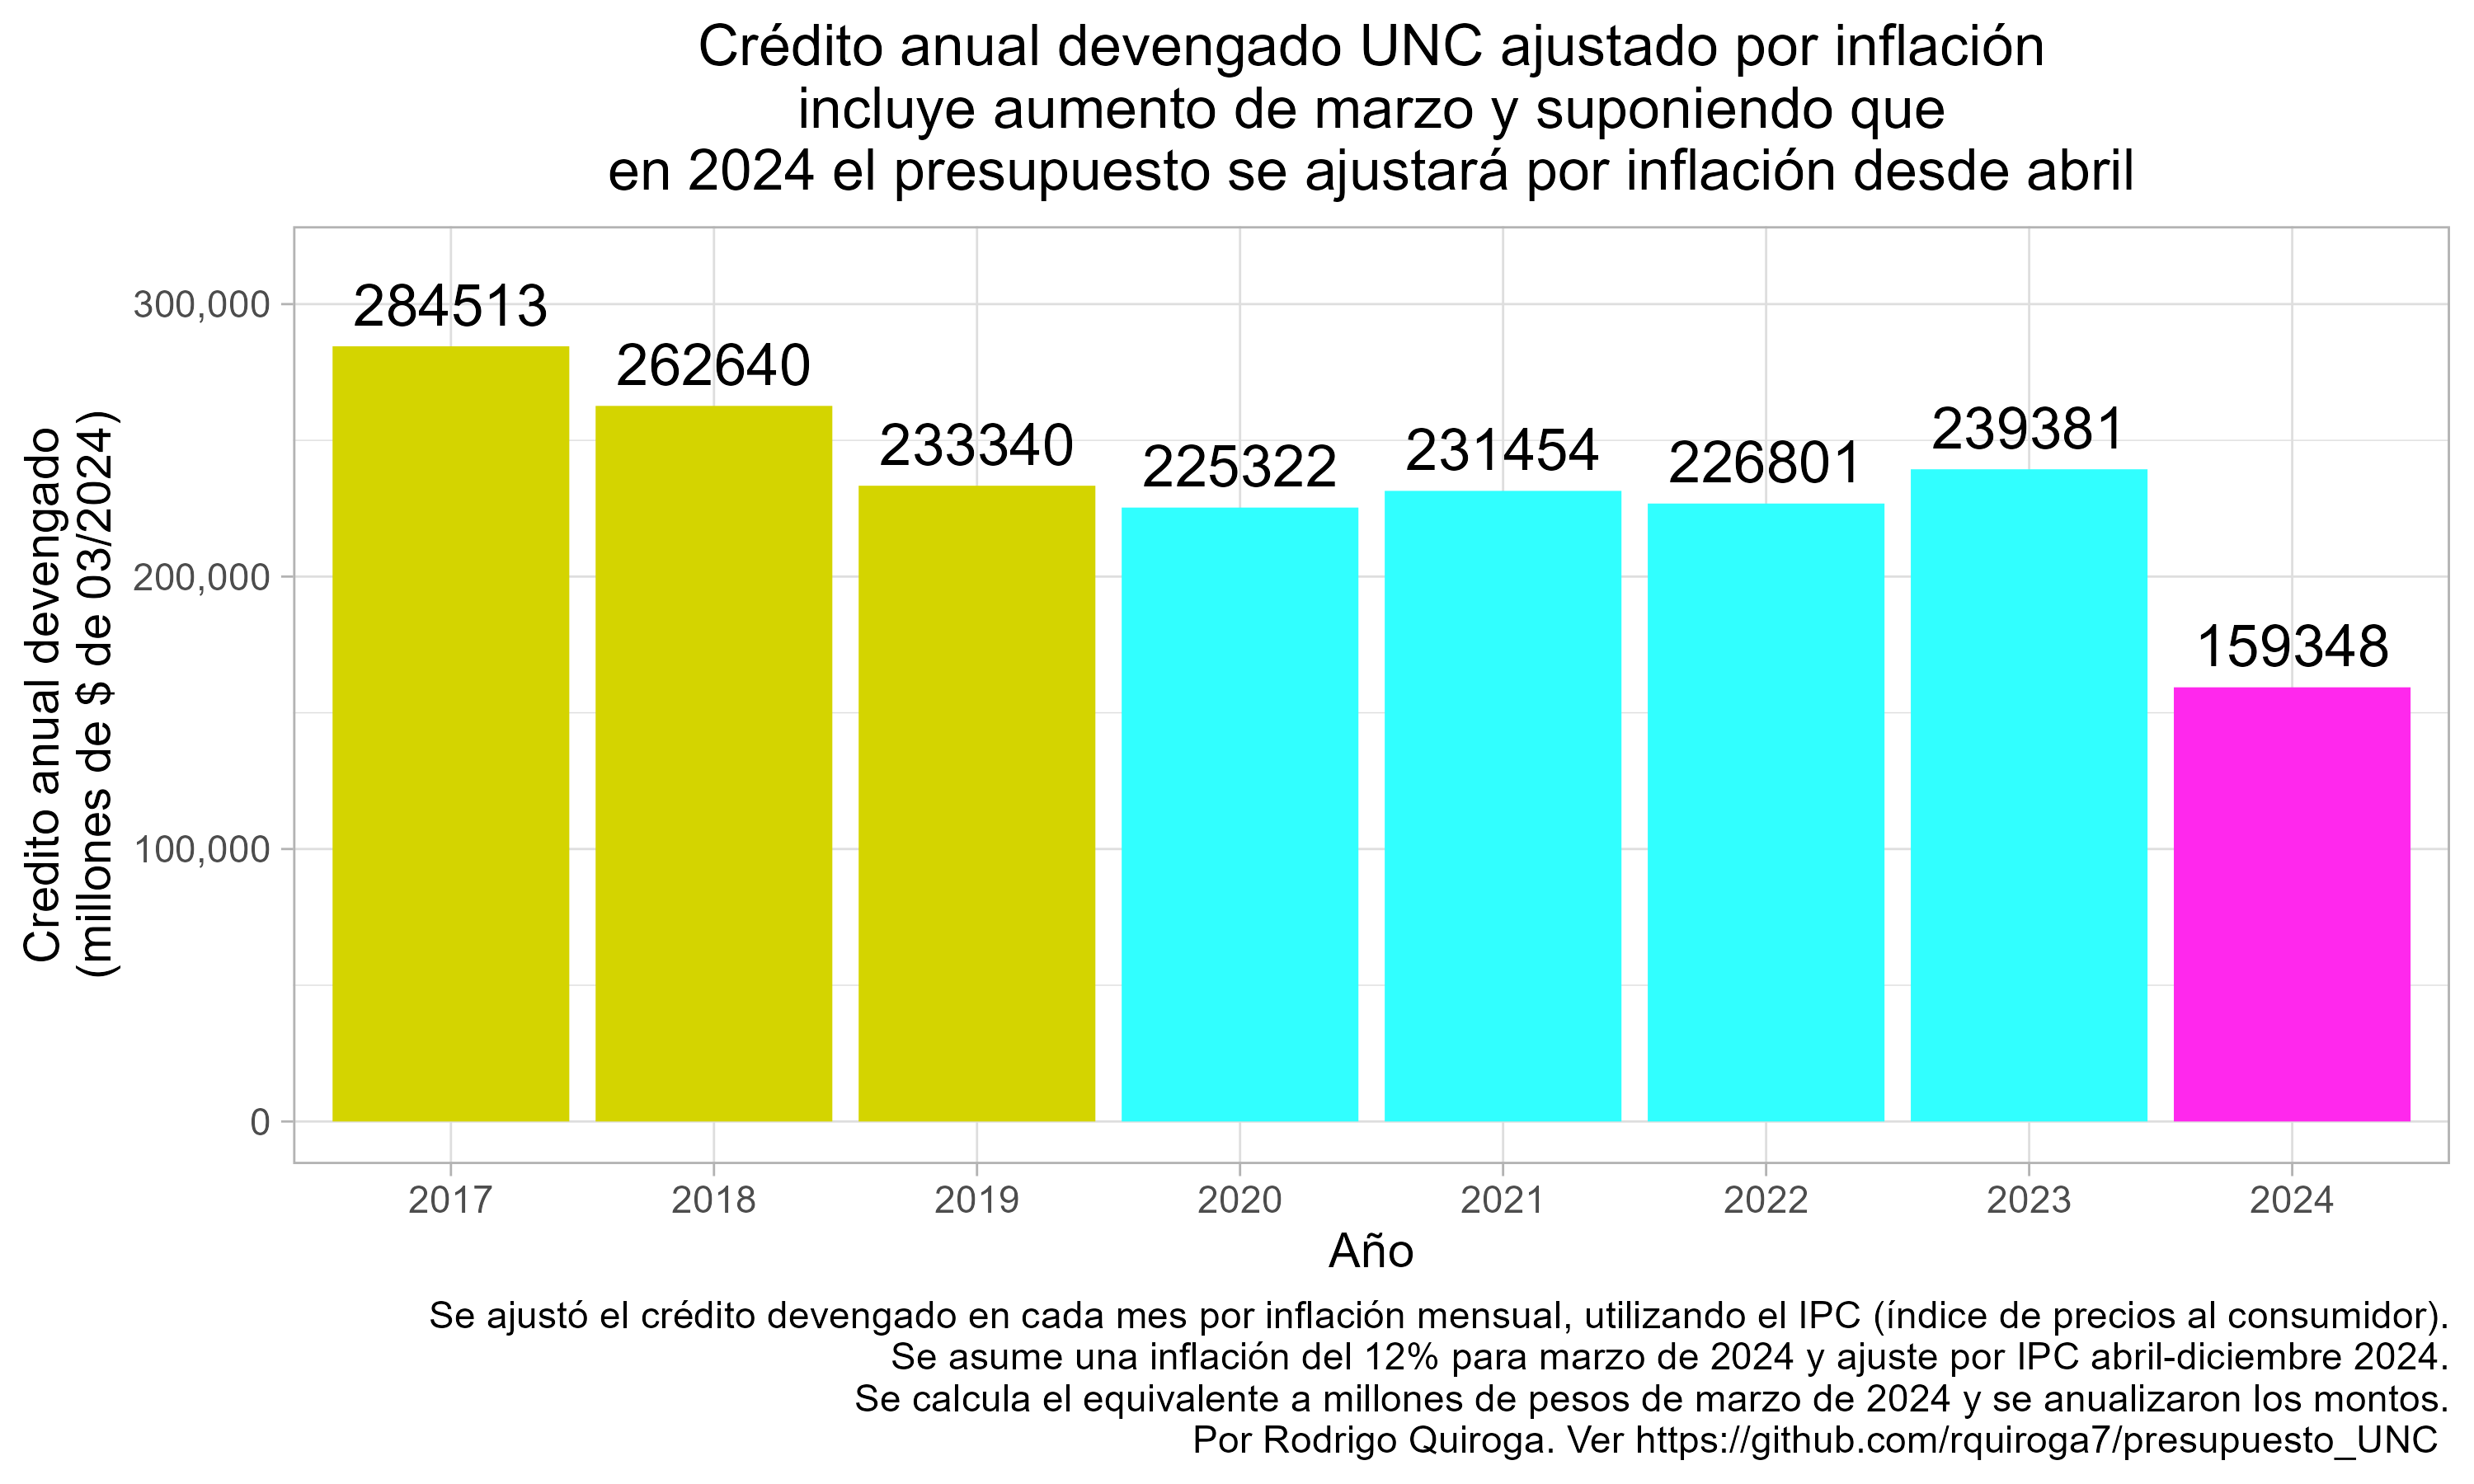 Crédito anual devengado UNC ajustado por inflación
incluye aumento de marzo y suponiendo que
en 2024 el presupuesto se ajustará por inflación desde abril
Credito anual devengado
(millones de $ de 03/2024)
300,000
200,000
100,000
0
284513
262640
233340
225322
231454
226801
239381
159348
2017
2018
2019
2020
2021
2022
2023
2024
Año
Se ajustó el crédito devengado en cada mes por inflación mensual, utilizando el IPC (índice de precios al consumidor).
Se asume una inflación del 12% para marzo de 2024 y ajuste por IPC abril-diciembre 2024.
Se calcula el equivalente a millones de pesos de marzo de 2024 y se anualizaron los montos.
Por Rodrigo Quiroga. Ver https://github.com/rquiroga7/presupuesto_UNC